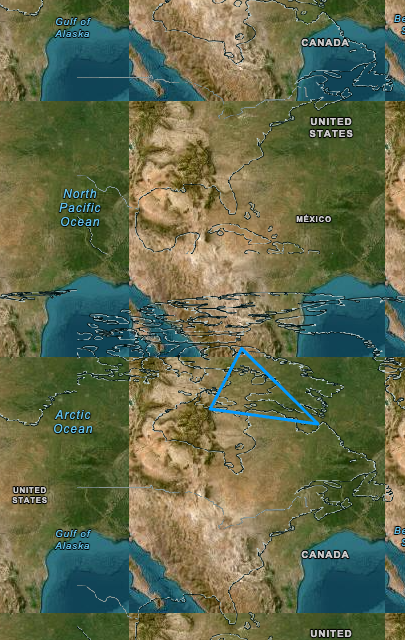 Gulf of
Alaska
CANADA
UNITED
STATES
North
Pacific
Ocean
MÉXICO
Arctic
Ocean
UNITED
STATES
Gulf of
Alaska
CANADA
UNITED